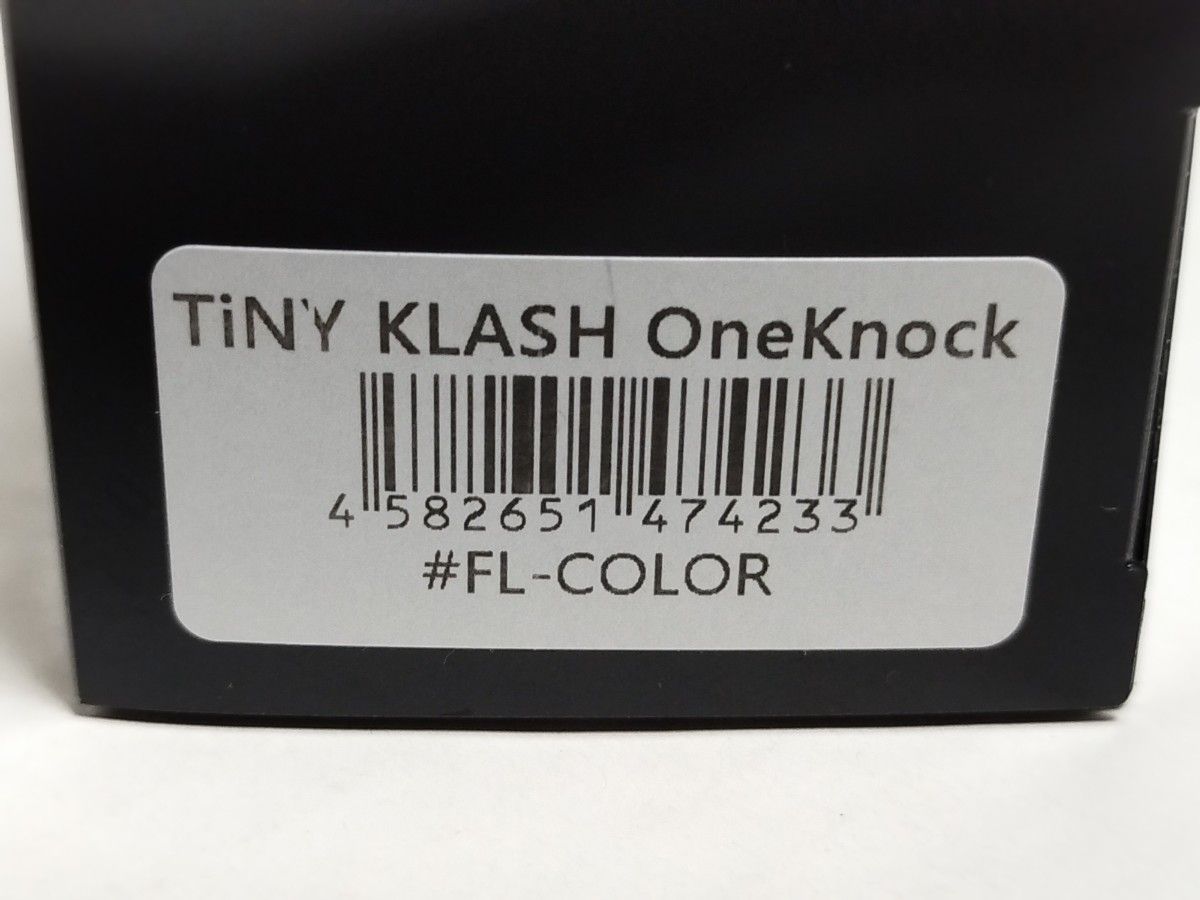 TiNY KLASH OneKnock
4 582651 474233
#FL-COLOR